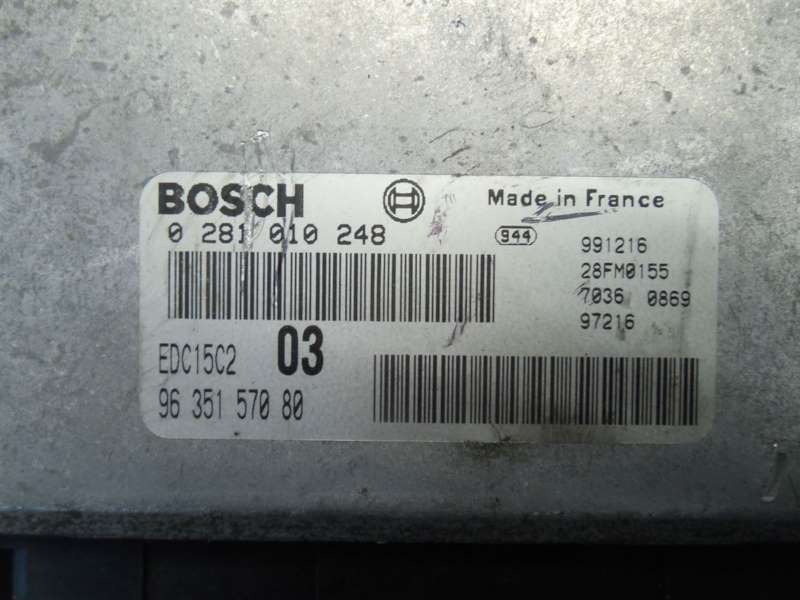 BOSCH
Made in France
0 281 010 248
944
991216
28FM0155
7036 0869
97216
EDC15C2
03
96 351 570 80